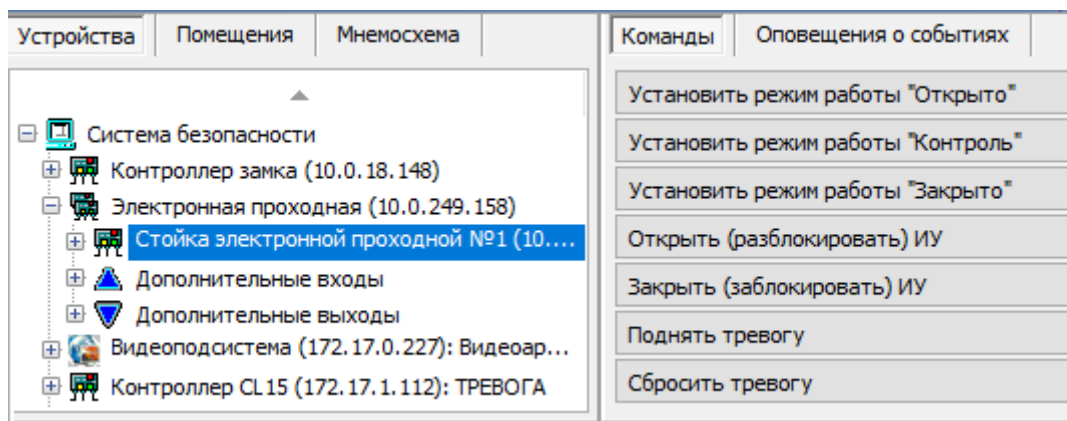 Устройства Помещения Мнемосхема
Система безопасности
Контроллер замка (10.0.18.148)
Электронная проходная (10.0.249.158)
Стойка электронной проходной №1 (10....
Дополнительные входы
Дополнительные выходы
Видеоподсистема (172.17.0.227): Видеоар...
Контроллер CL15 (172.17.1.112): ТРЕВОГА
Команды Оповещения о событиях
Установить режим работы "Открыто"
Установить режим работы "Контроль"
Установить режим работы "Закрыто"
Открыть (разблокировать) ИУ
Закрыть (заблокировать) ИУ
Поднять тревогу
Сбросить тревогу